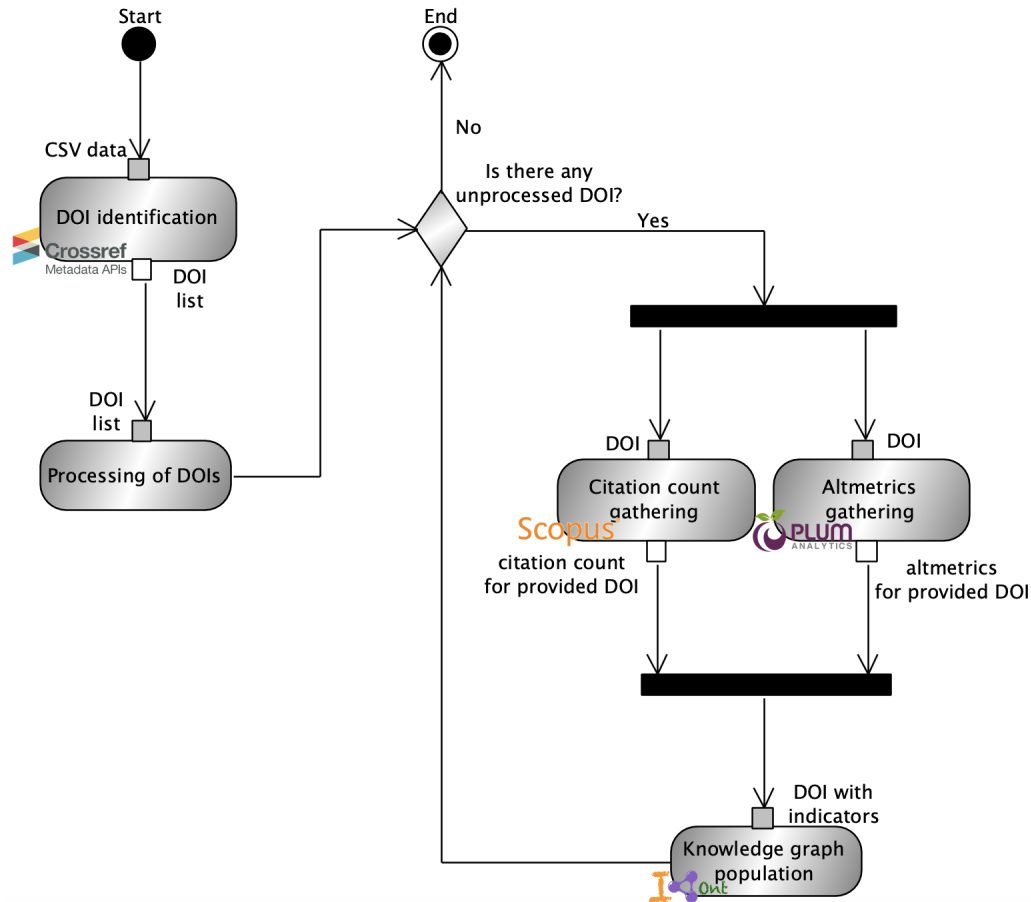 Start
End
CSV data
DOI identification
Crossref
Metadata APIs
DOI
list
DOI
list
Processing of DOIs
No
Is there any
unprocessed DOI?
Yes
DOI
Citation count
gathering
Scopus
citation count
for provided DOI
DOI
Altmetrics
gathering
PLUM
ANALYTICS
altmetrics
for provided DOI
DOI with
indicators
Knowledge graph
population
I
Ont